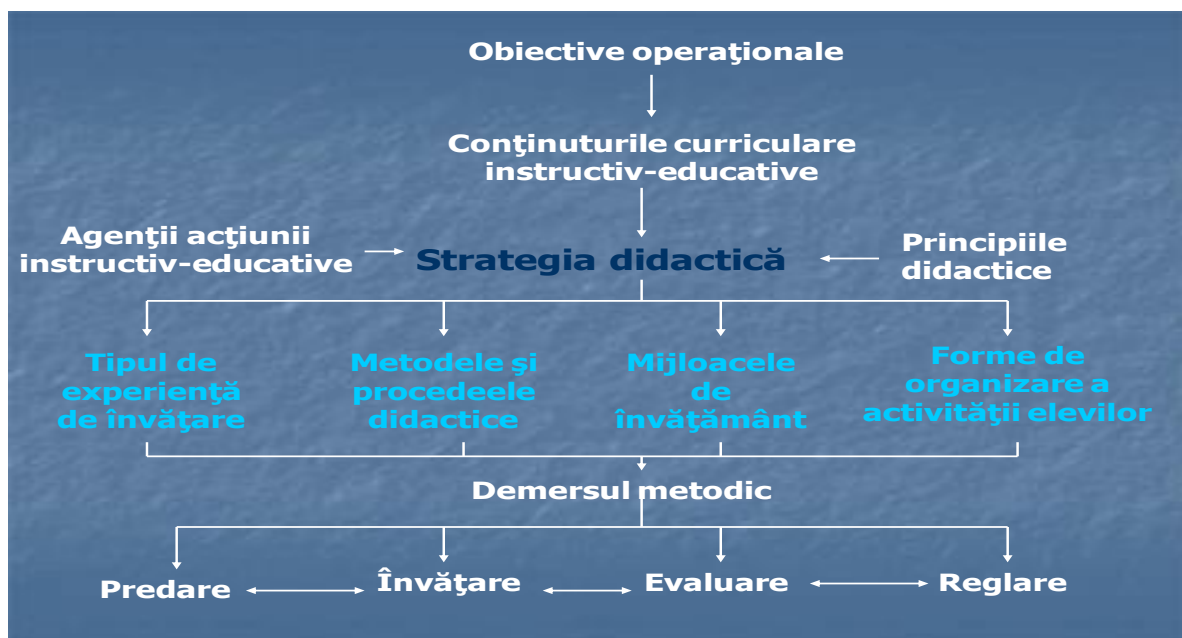 Obiective operaţionale
Conţinuturile curriculare
instructiv-educative
Agenţii acţiunii
instructiv-educative
Strategia didactică
Principiile
didactice
Tipul de
experienţă
de învăţare
Metodele şi
procedeele
didactice
Mijloacele
de
învăţământ
Forme de
organizare a
activităţii elevilor
Demersul metodic
Predare
Învăţare
Evaluare
Reglare